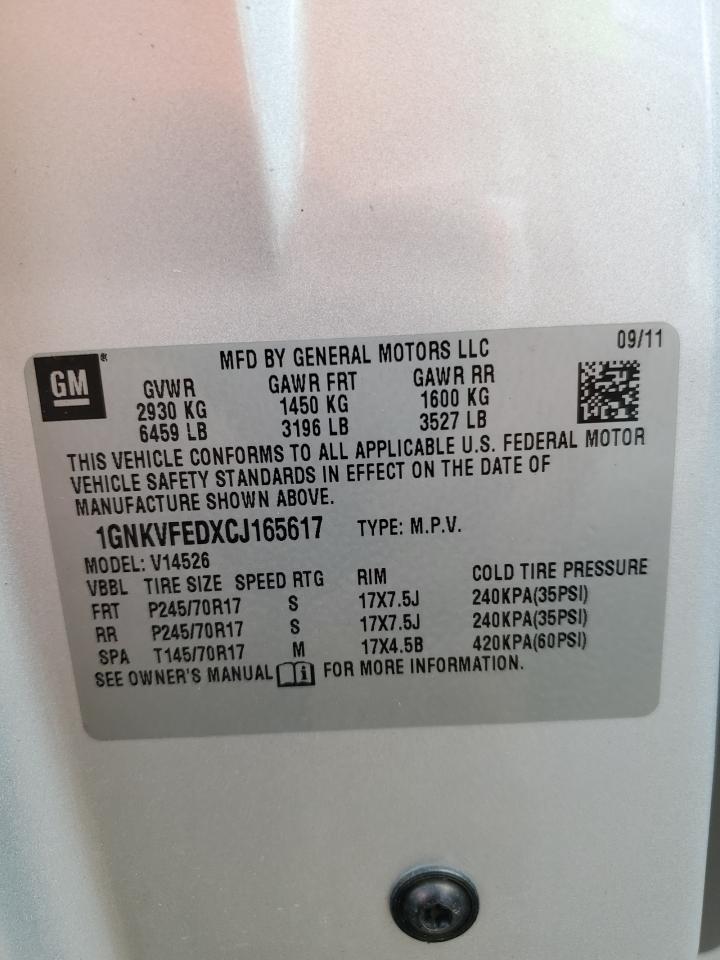 09/11
GM®
MFD BY GENERAL MOTORS LLC
GVWR GAWR FRT GAWR RR
2930 KG 1450 KG 1600 KG
6459 LB 3196 LB 3527 LB
THIS VEHICLE CONFORMS TO ALL APPLICABLE U.S. FEDERAL MOTOR
VEHICLE SAFETY STANDARDS IN EFFECT ON THE DATE OF
MANUFACTURE SHOWN ABOVE.
1GNKVFEDXCJ165617 TYPE: M.P.V.
MODEL: V14526
VBBL TIRE SIZE SPEED RTG RIM COLD TIRE PRESSURE
FRT P245/70R17 S 17X7.5J 240KPA(35PSI)
RR P245/70R17 S 17X7.5J 240KPA(35PSI)
SPA T145/70R17 M 17X4.5B 420KPA(60PSI)
SEE OWNER'S MANUAL i FOR MORE INFORMATION.